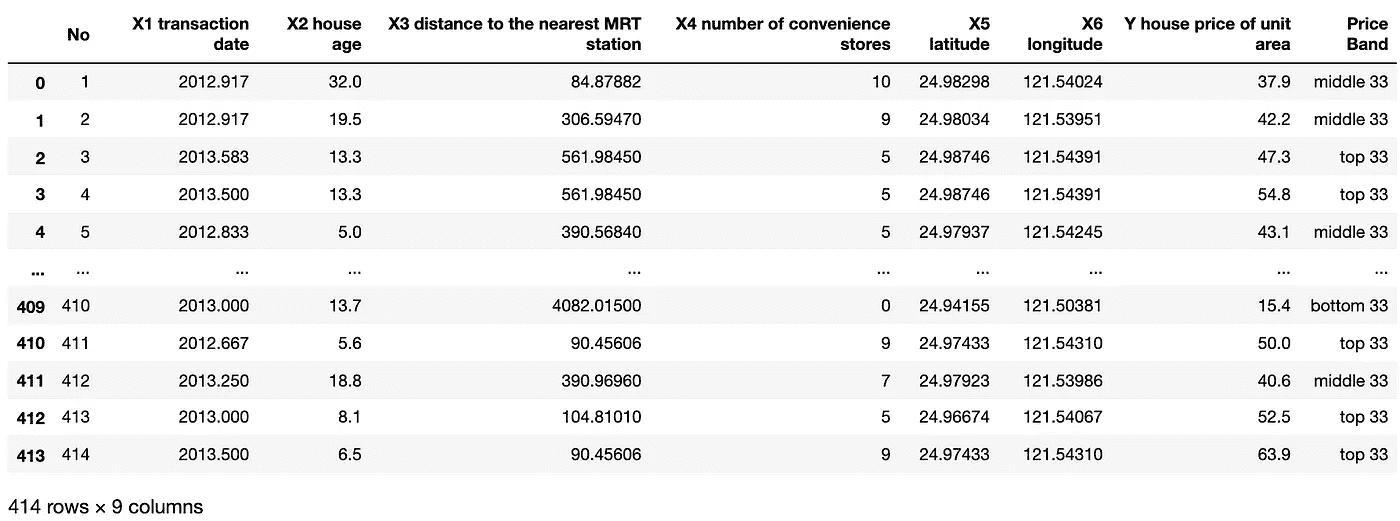 No X1 transaction date X2 house age X3 distance to the nearest MRT station X4 number of convenience stores X5 latitude X6 longitude Y house price of unit area Price Band
0 1 2012.917 32.0 84.87882 10 24.98298 121.54024 37.9 middle 33
1 2 2012.917 19.5 306.59470 9 24.98034 121.53951 42.2 middle 33
2 3 2013.583 13.3 561.98450 5 24.98746 121.54391 47.3 top 33
3 4 2013.500 13.3 561.98450 5 24.98746 121.54391 54.8 top 33
4 5 2012.833 5.0 390.56840 5 24.97937 121.54245 43.1 middle 33
... ... ... ... ... ... ... ... ... ...
409 410 2013.000 13.7 4082.01500 0 24.94155 121.50381 15.4 bottom 33
410 411 2012.667 5.6 90.45606 9 24.97433 121.54310 50.0 top 33
411 412 2013.250 18.8 390.96960 7 24.97923 121.53986 40.6 middle 33
412 413 2013.000 8.1 104.81010 5 24.96674 121.54067 52.5 top 33
413 414 2013.500 6.5 90.45606 9 24.97433 121.54310 63.9 top 33
414 rows × 9 columns